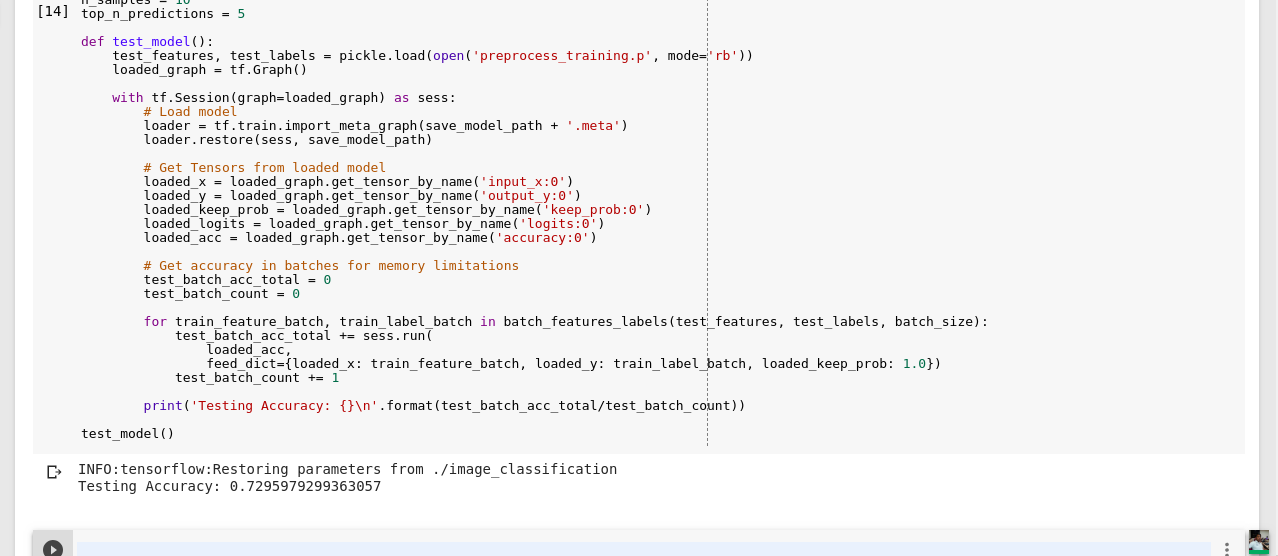 n_samples = 10
[14] top_n_predictions = 5
def test_model():
test_features, test_labels = pickle.load(open('preprocess_training.p', mode='rb'))
loaded_graph = tf.Graph()
with tf.Session(graph=loaded_graph) as sess:
# Load model
loader = tf.train.import_meta_graph(save_model_path + '.meta')
loader.restore(sess, save_model_path)
# Get Tensors from loaded model
loaded_x = loaded_graph.get_tensor_by_name('input_x:0')
loaded_y = loaded_graph.get_tensor_by_name('output_y:0')
loaded_keep_prob = loaded_graph.get_tensor_by_name('keep_prob:0')
loaded_logits = loaded_graph.get_tensor_by_name('logits:0')
loaded_acc = loaded_graph.get_tensor_by_name('accuracy:0')
# Get accuracy in batches for memory limitations
test_batch_acc_total = 0
test_batch_count = 0
for train_feature_batch, train_label_batch in batch_features_labels(test_features, test_labels, batch_size):
test_batch_acc_total += sess.run(
loaded_acc,
feed_dict={loaded_x: train_feature_batch, loaded_y: train_label_batch, loaded_keep_prob: 1.0})
test_batch_count += 1
print('Testing Accuracy: {}\n'.format(test_batch_acc_total/test_batch_count))
test_model()
INFO:tensorflow:Restoring parameters from ./image_classification
Testing Accuracy: 0.7295979299363057